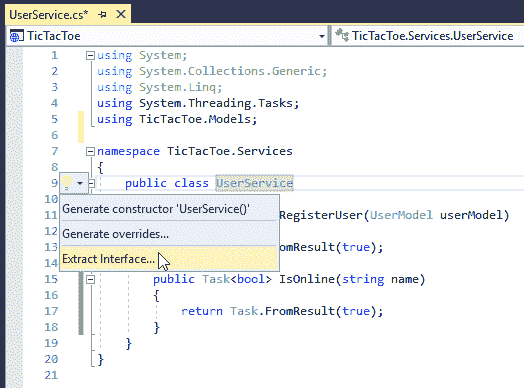 UserService.cs*
TicTacToe
TicTacToe.Services.UserService
1 using System;
2 using System.Collections.Generic;
3 using System.Linq;
4 using System.Threading.Tasks;
5 using TicTacToe.Models;
6
7 namespace TicTacToe.Services
8 {
9 public class UserService
10
Generate constructor 'UserService()'
11 RegisterUser(UserModel userModel)
Generate overrides...
13 omResult(true);
Extract Interface...
15 public Task<bool> IsOnline(string name)
16 {
17 return Task.FromResult(true);
18 }
19 }
20 }
21